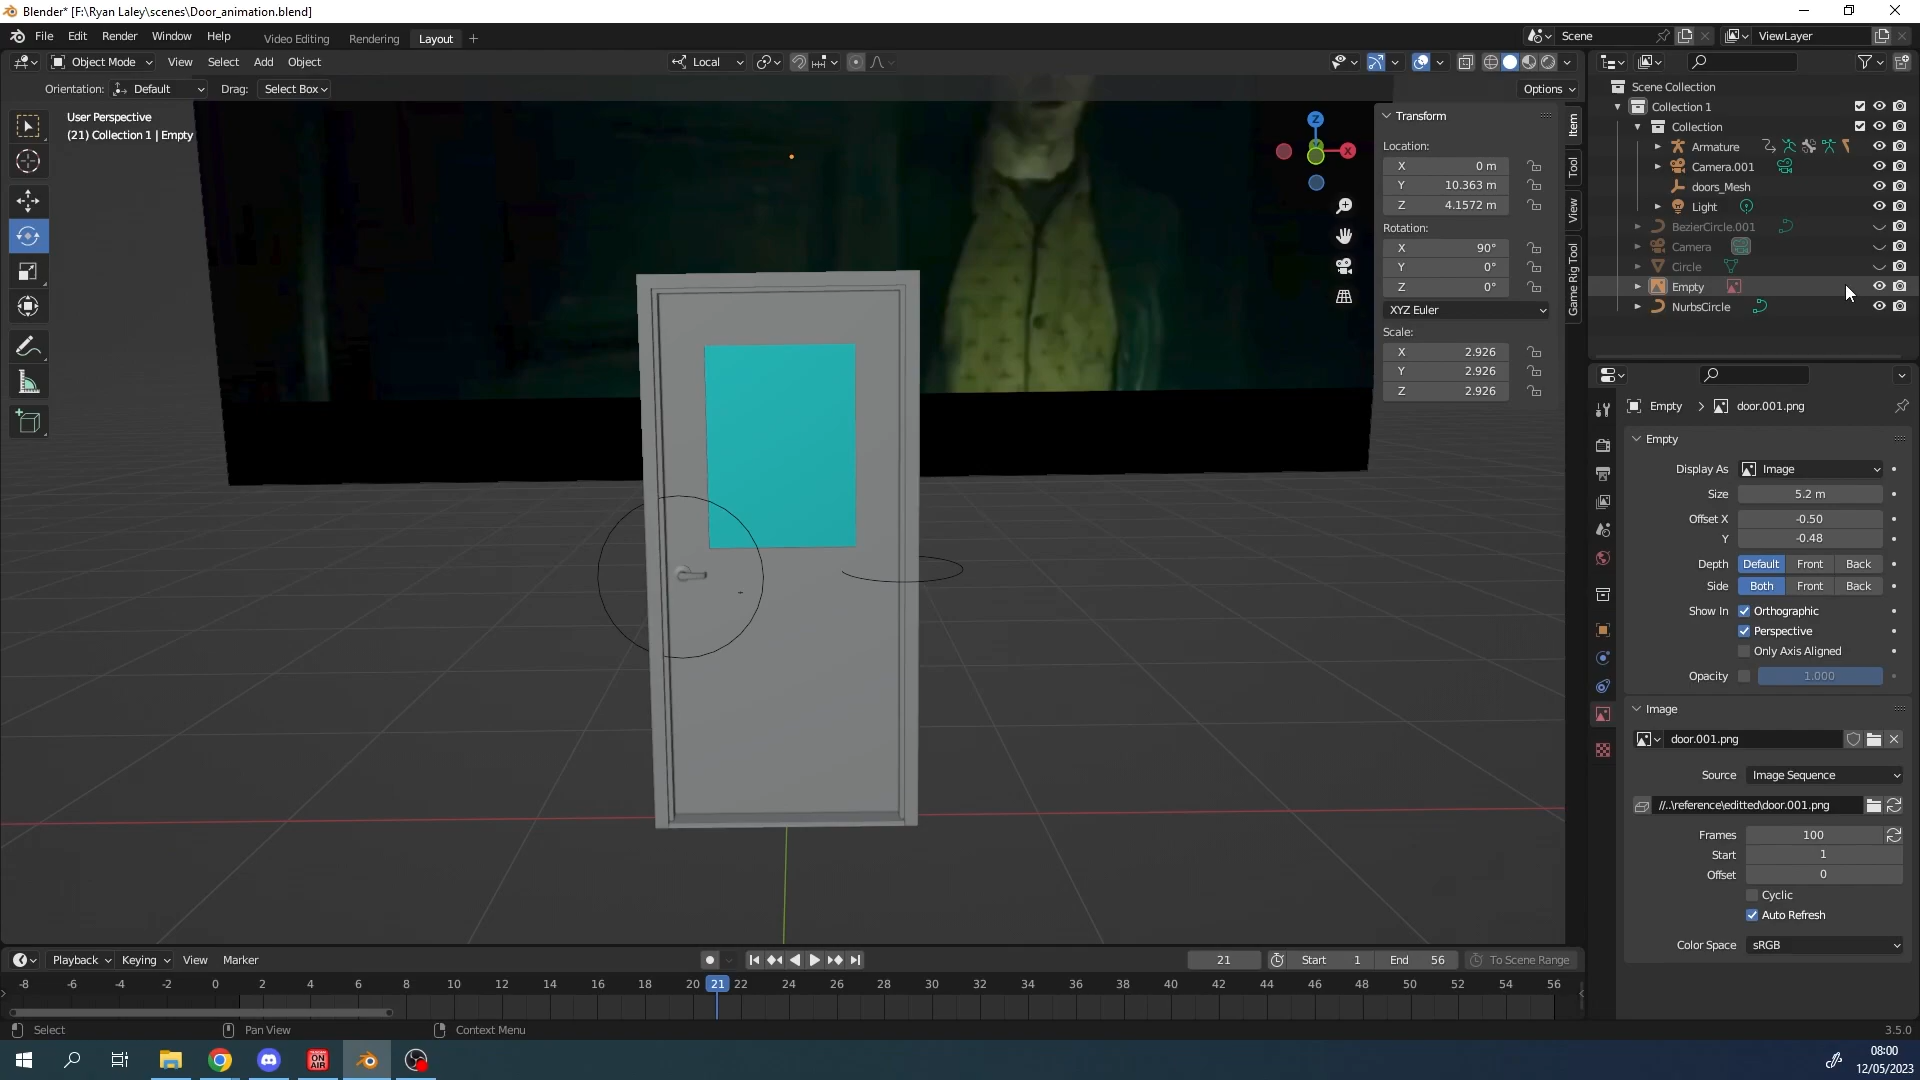 Blender* [F:\Ryan Laley\scenes\Door_animation.blend]
File Edit Render Window Help Video Editing Rendering Layout + Scene ViewLayer
Object Mode View Select Add Object Local
Orientation: Default Drag: Select Box Options
User Perspective
(21) Collection 1 | Empty
Z
X
Transform
Location:
X 0 m
Y 10.363 m
Z 4.1572 m
Rotation:
X 90°
Y 0°
Z 0°
XYZ Euler
Scale:
X 2.926
Y 2.926
Z 2.926
Item
Tool
View
Game Rig Tool
Scene Collection
Collection 1
Collection
Armature
Camera.001
doors_Mesh
Light
BezierCircle.001
Camera
Circle
Empty
NurbsCircle
Empty > door.001.png
Empty
Display As Image
Size 5.2 m
Offset X -0.50
Y -0.48
Depth Default Front Back
Side Both Front Back
Show In Orthographic
Perspective
Only Axis Aligned
Opacity 1.000
Image
door.001.png
Source Image Sequence
//..\reference\editted\door.001.png
Frames 100
Start 1
Offset 0
Cyclic
Auto Refresh
Color Space sRGB
Playback Keying View Marker 21 Start 1 End 56 To Scene Range
-8 -6 -4 -2 0 2 4 6 8 10 12 14 16 18 20 21 22 24 26 28 30 32 34 36 38 40 42 44 46 48 50 52 54 56
Select Pan View Context Menu 3.5.0
ON AIR
08:00
12/05/2023